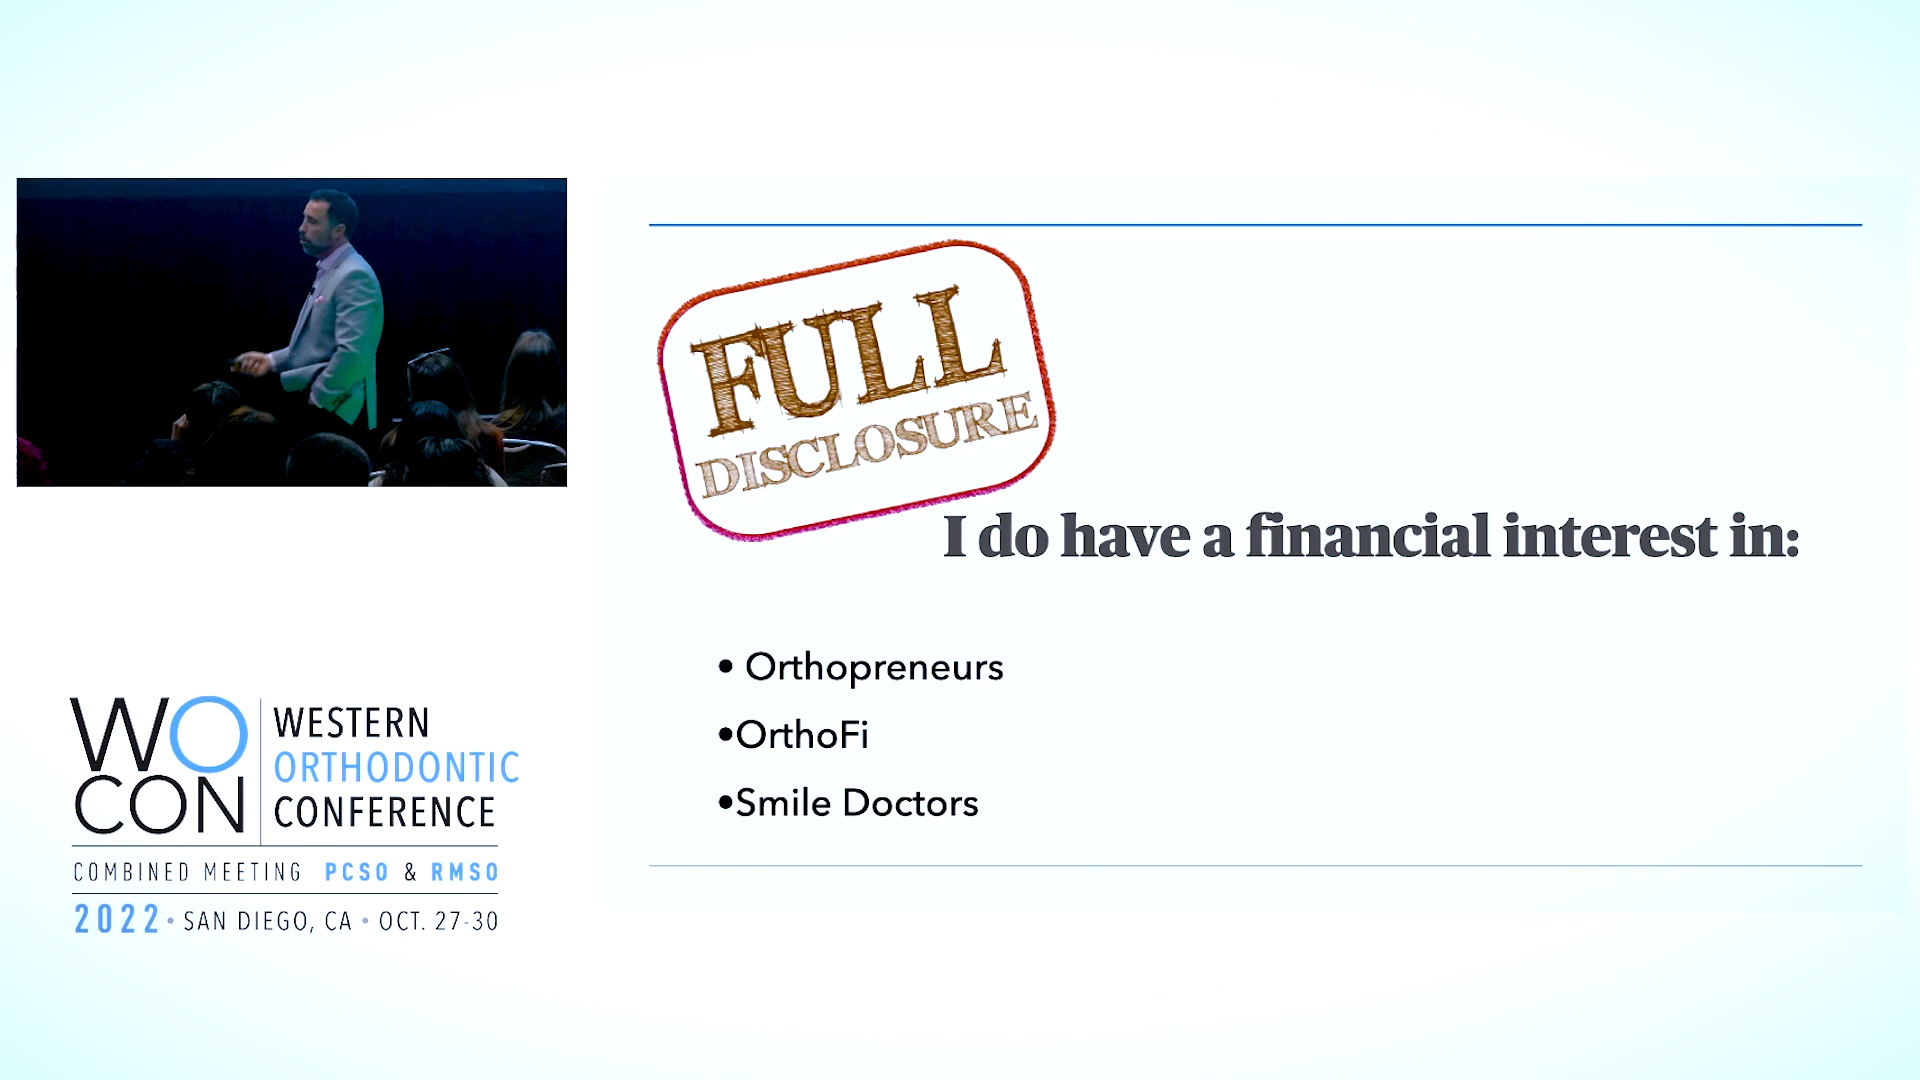 FULL
DISCLOSURE
I do have a financial interest in:
• Orthopreneurs
•OrthoFi
•Smile Doctors
WO
CON
WESTERN
ORTHODONTIC
CONFERENCE
COMBINED MEETING PCSO & RMSO
2022 • SAN DIEGO, CA • OCT. 27-30